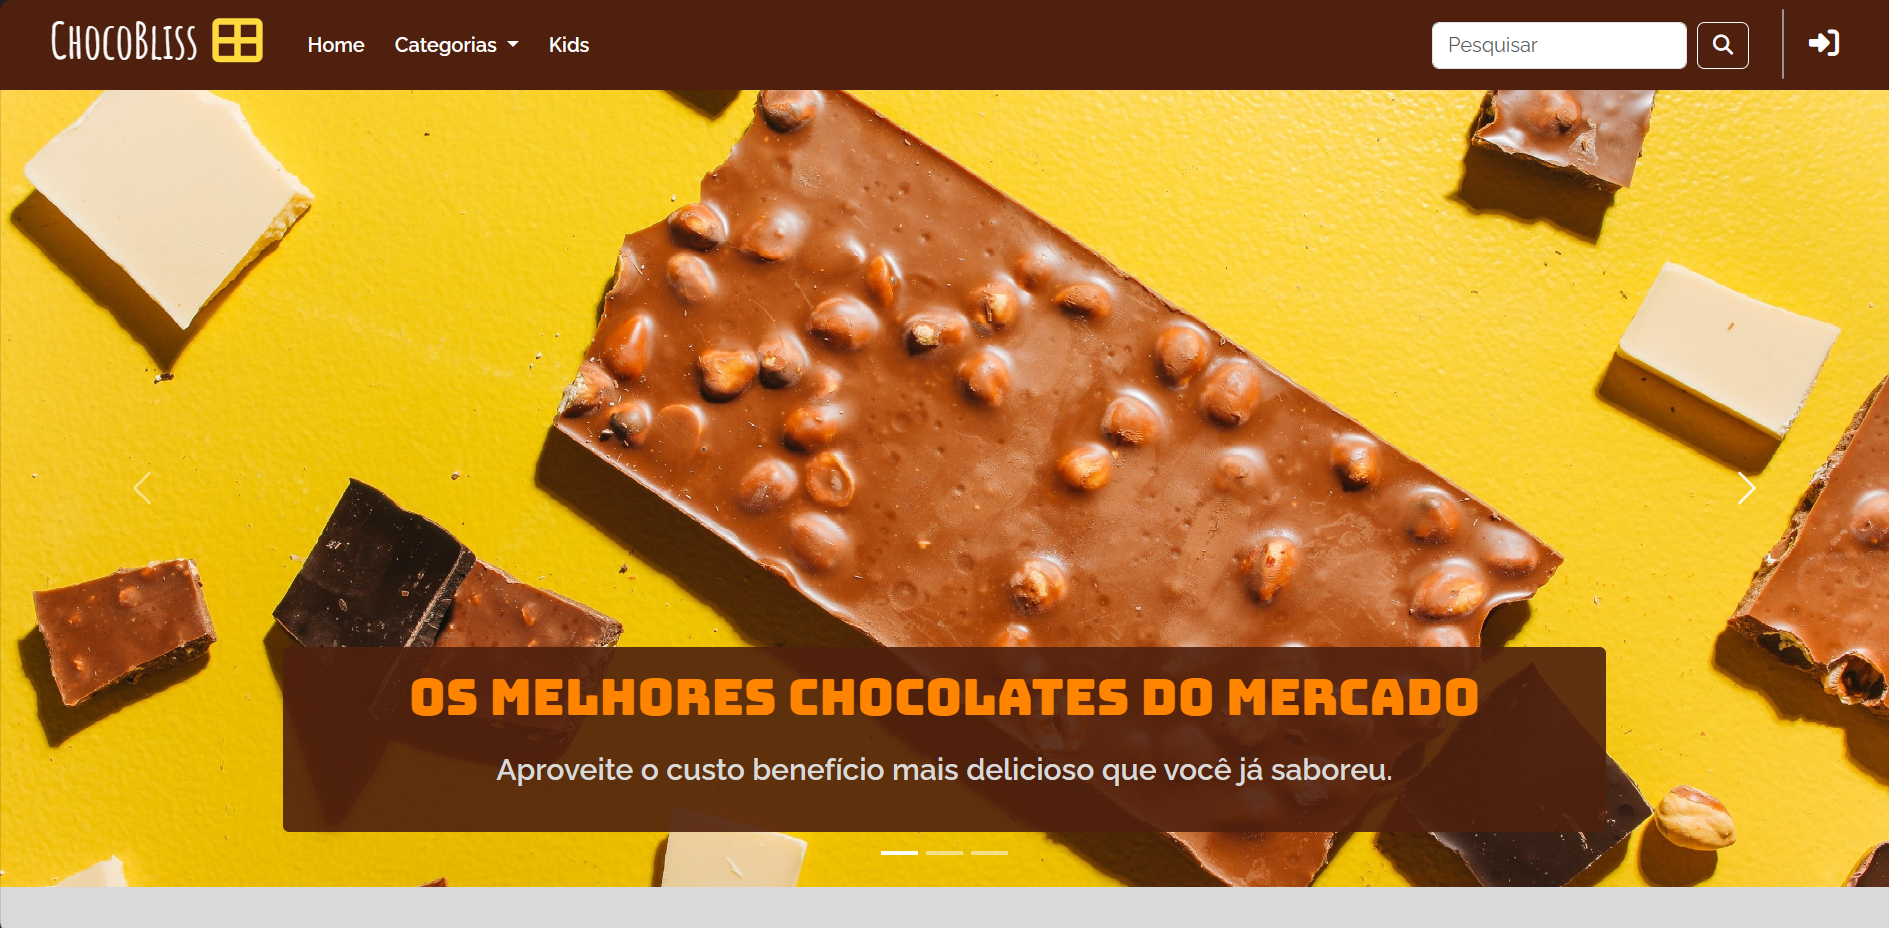 ChocoBliss
Home Categorias Kids
Pesquisar
OS MELHORES CHOCOLATES DO MERCADO
Aproveite o custo benefício mais delicioso que você já saboreu.